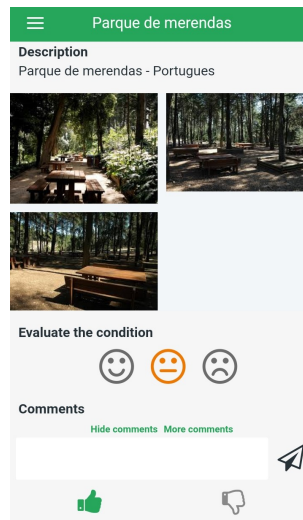 Parque de merendas
Description
Parque de merendas - Portugues
Evaluate the condition
Comments
Hide comments More comments